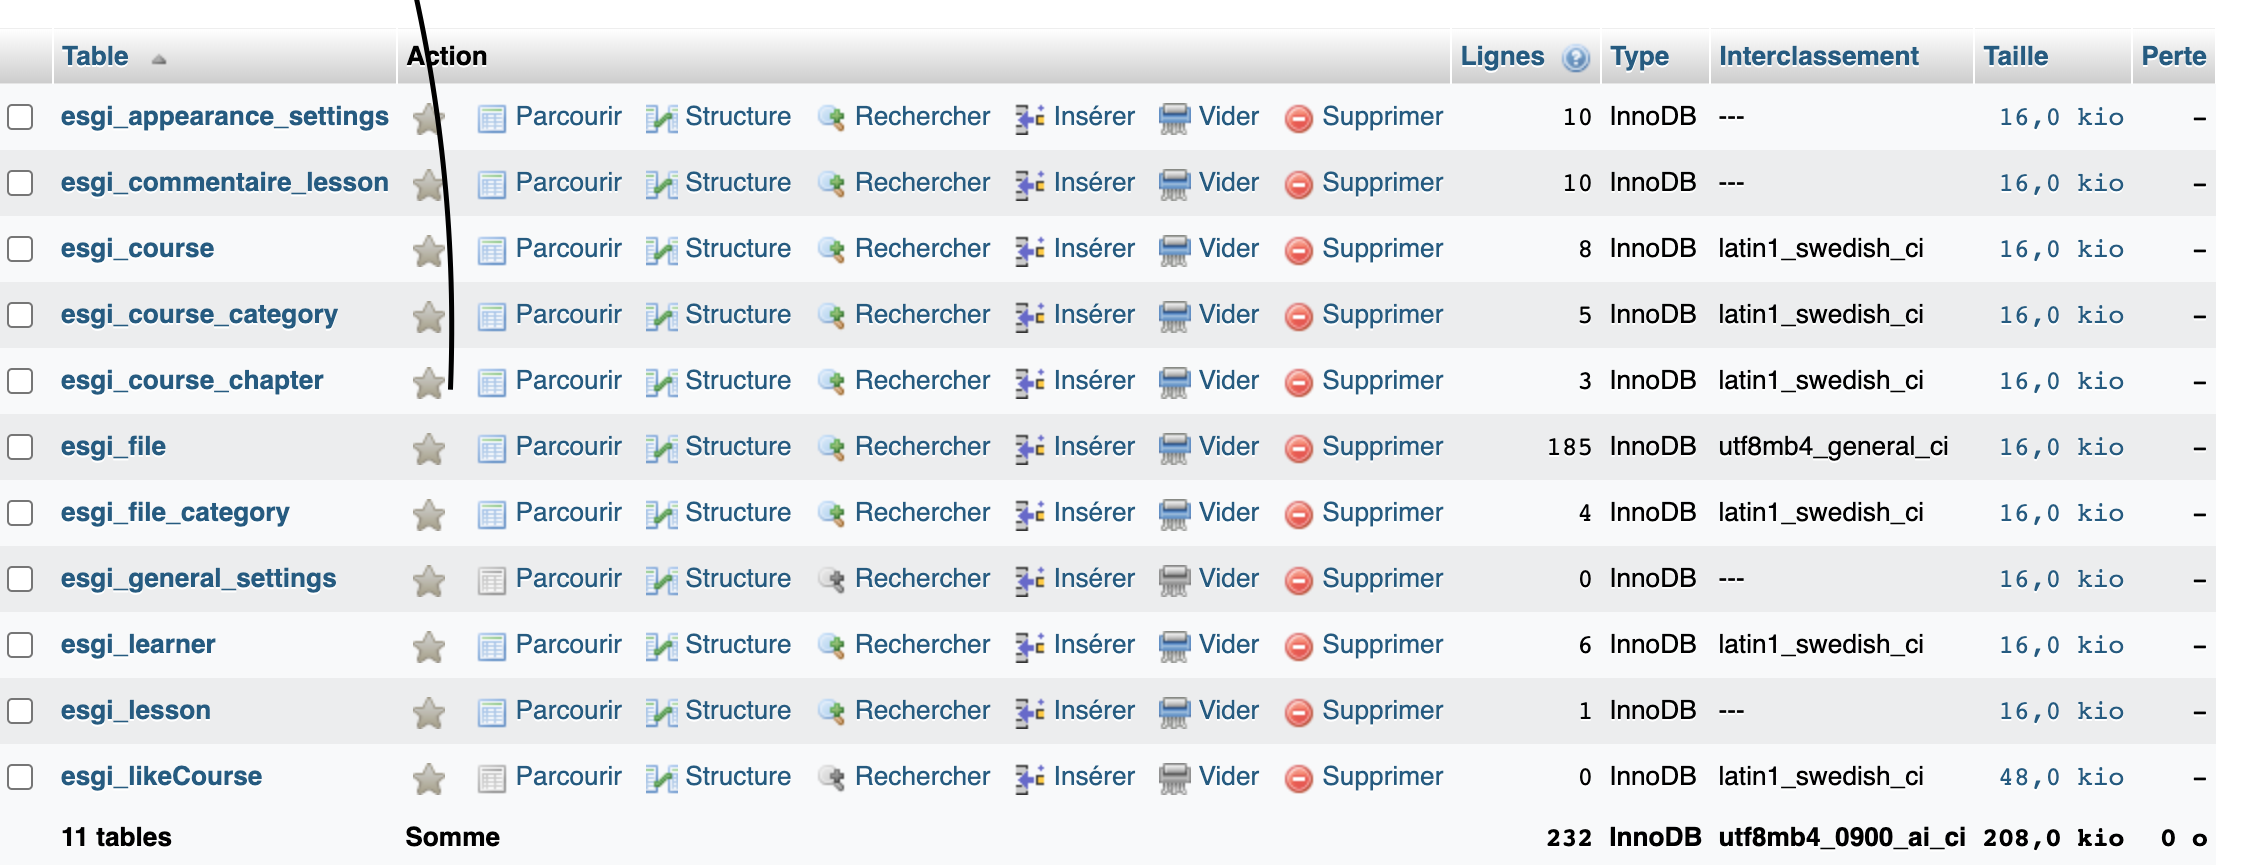 Table Action Lignes Type Interclassement Taille Perte
esgi_appearance_settings Parcourir Structure Rechercher Insérer Vider Supprimer 10 InnoDB --- 16,0 kio –
esgi_commentaire_lesson Parcourir Structure Rechercher Insérer Vider Supprimer 10 InnoDB --- 16,0 kio –
esgi_course Parcourir Structure Rechercher Insérer Vider Supprimer 8 InnoDB latin1_swedish_ci 16,0 kio –
esgi_course_category Parcourir Structure Rechercher Insérer Vider Supprimer 5 InnoDB latin1_swedish_ci 16,0 kio –
esgi_course_chapter Parcourir Structure Rechercher Insérer Vider Supprimer 3 InnoDB latin1_swedish_ci 16,0 kio –
esgi_file Parcourir Structure Rechercher Insérer Vider Supprimer 185 InnoDB utf8mb4_general_ci 16,0 kio –
esgi_file_category Parcourir Structure Rechercher Insérer Vider Supprimer 4 InnoDB latin1_swedish_ci 16,0 kio –
esgi_general_settings Parcourir Structure Rechercher Insérer Vider Supprimer 0 InnoDB --- 16,0 kio –
esgi_learner Parcourir Structure Rechercher Insérer Vider Supprimer 6 InnoDB latin1_swedish_ci 16,0 kio –
esgi_lesson Parcourir Structure Rechercher Insérer Vider Supprimer 1 InnoDB --- 16,0 kio –
esgi_likeCourse Parcourir Structure Rechercher Insérer Vider Supprimer 0 InnoDB latin1_swedish_ci 48,0 kio –
11 tables Somme 232 InnoDB utf8mb4_0900_ai_ci 208,0 kio 0 o